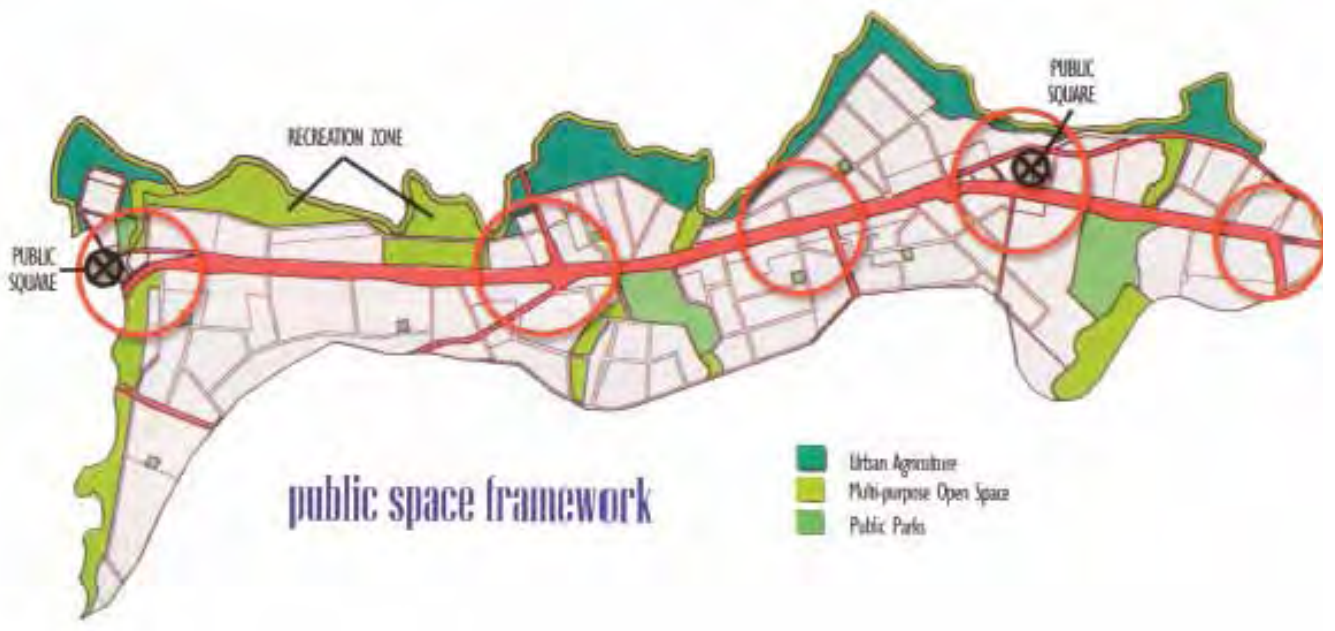 PUBLIC
SQUARE
RECREATION ZONE
PUBLIC
SQUARE
public space framework
Urban Agriculture
Multi-purpose Open Space
Public Parks